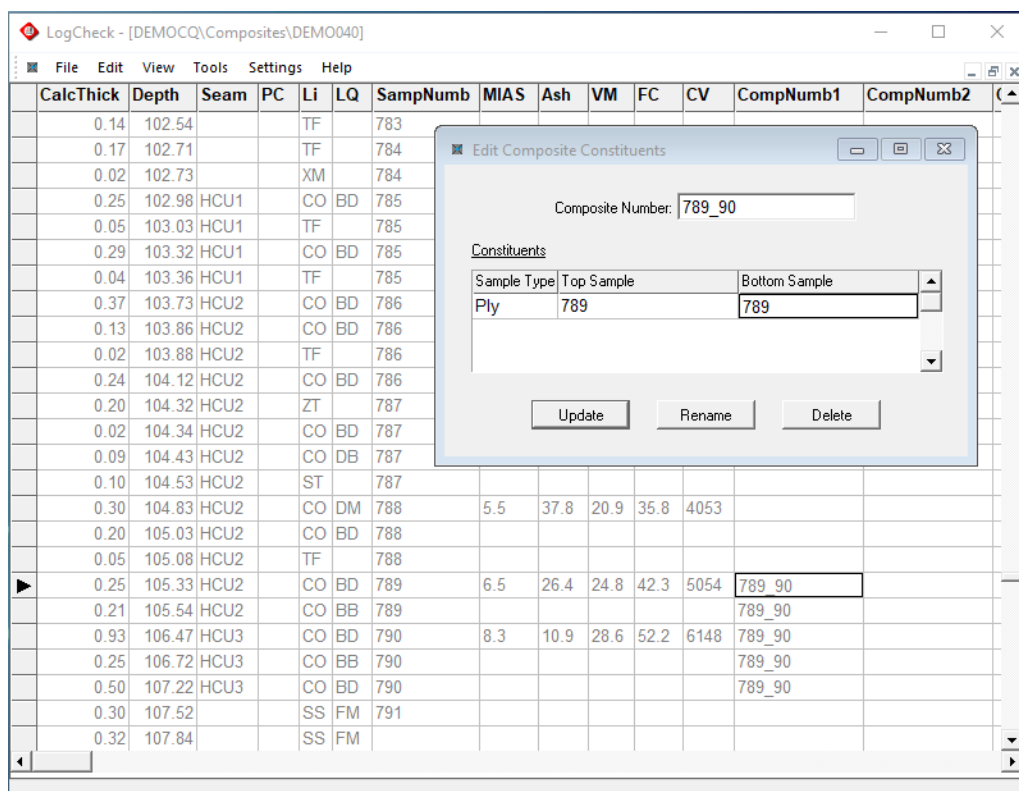 LogCheck - [DEMOCQ\Composites\DEMO040]
File Edit View Tools Settings Help
CalcThick Depth Seam PC Li LQ SampNumb MIAS Ash VM FC CV CompNumb1 CompNumb2
0.14 102.54 TF 783
0.17 102.71 TF 784
0.02 102.73 XM 784
0.25 102.98 HCU1 CO BD 785
0.05 103.03 HCU1 TF 785
0.29 103.32 HCU1 CO BD 785
0.04 103.36 HCU1 TF 785
0.37 103.73 HCU2 CO BD 786
0.13 103.86 HCU2 CO BD 786
0.02 103.88 HCU2 TF 786
0.24 104.12 HCU2 CO BD 786
0.20 104.32 HCU2 ZT 787
0.02 104.34 HCU2 CO BD 787
0.09 104.43 HCU2 CO DB 787
0.10 104.53 HCU2 ST 787
0.30 104.83 HCU2 CO DM 788 5.5 37.8 20.9 35.8 4053
0.20 105.03 HCU2 CO BD 788
0.05 105.08 HCU2 TF 788
0.25 105.33 HCU2 CO BD 789 6.5 26.4 24.8 42.3 5054 789_90
0.21 105.54 HCU2 CO BB 789 789_90
0.93 106.47 HCU3 CO BD 790 8.3 10.9 28.6 52.2 6148 789_90
0.25 106.72 HCU3 CO BB 790 789_90
0.50 107.22 HCU3 CO BD 790 789_90
0.30 107.52 SS FM 791
0.32 107.84 SS FM
Edit Composite Constituents
Composite Number: 789_90
Constituents
Sample Type Top Sample Bottom Sample
Ply 789 789
Update Rename Delete